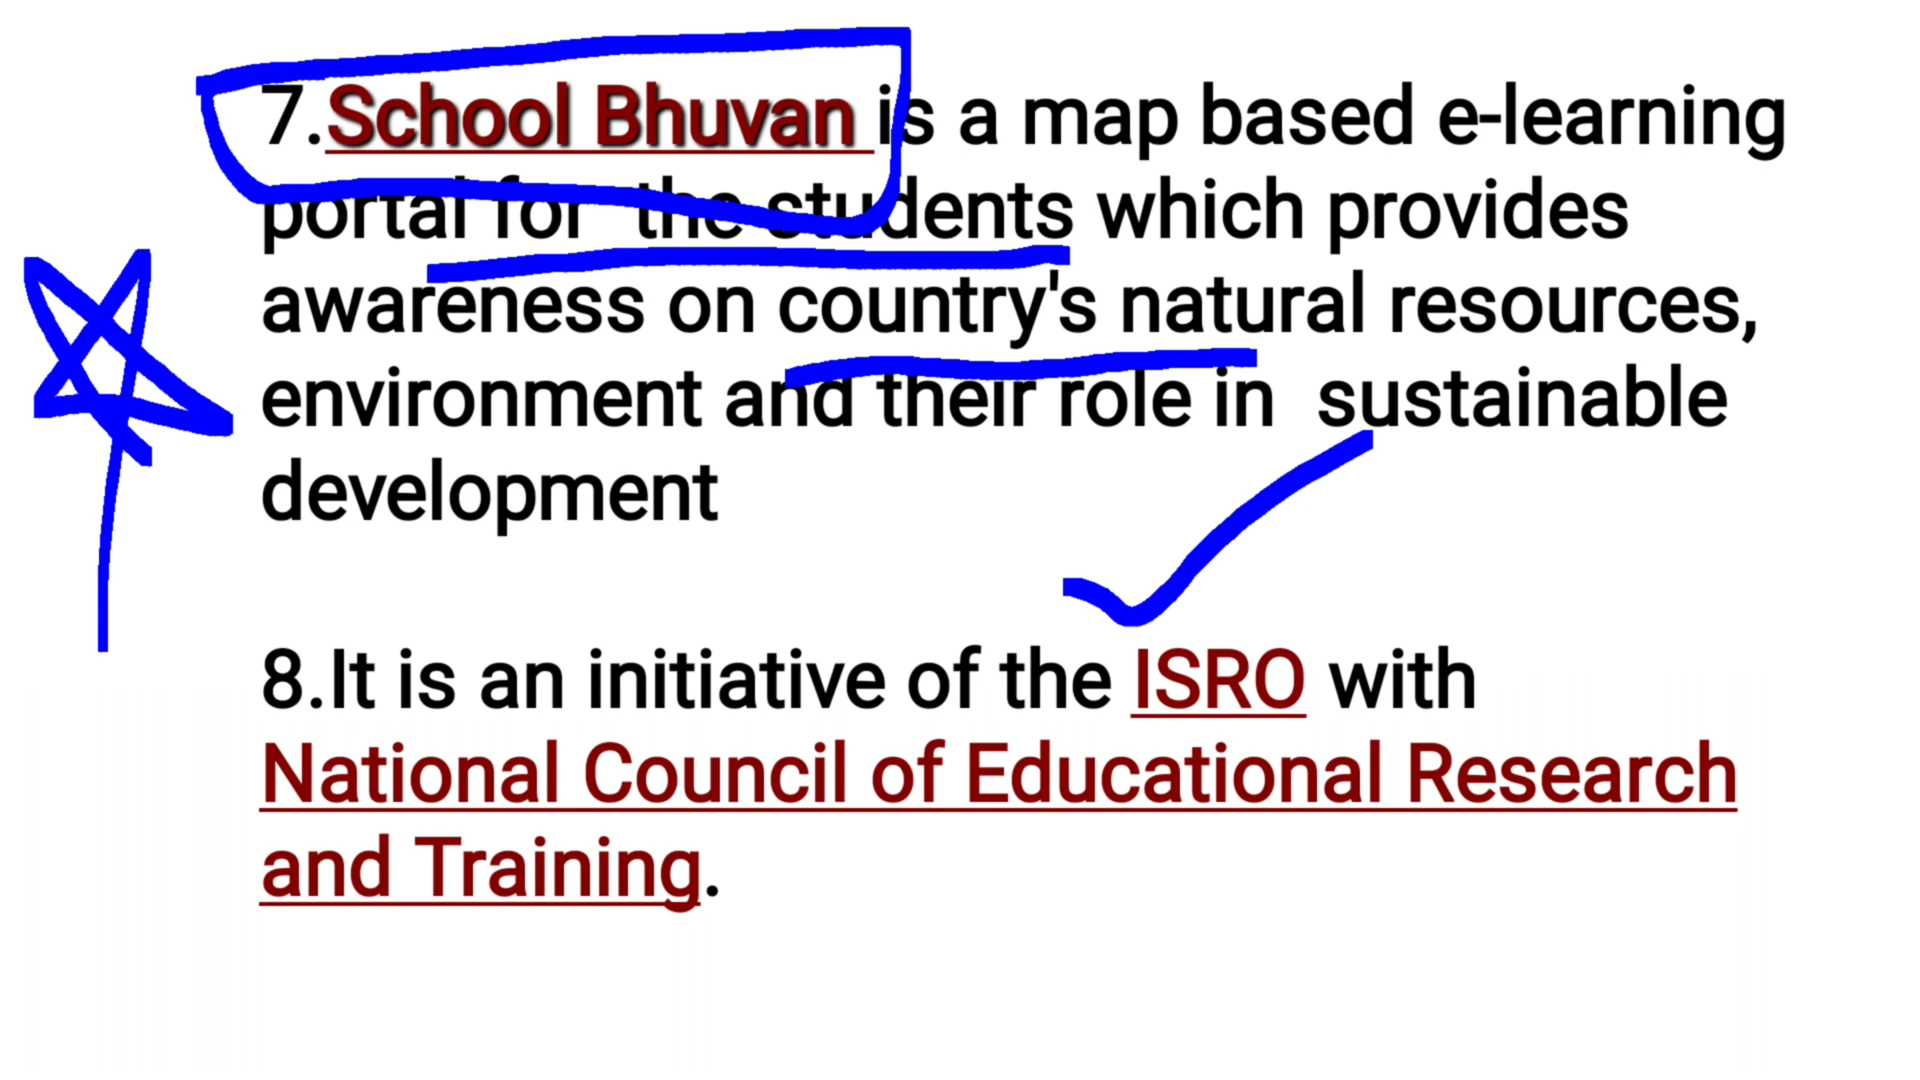 7.School Bhuvan is a map based e-learning
portal for the students which provides
awareness on country's natural resources,
environment and their role in sustainable
development
8.It is an initiative of the ISRO with
National Council of Educational Research
and Training.